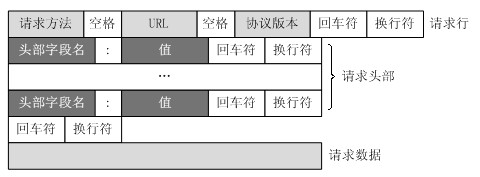 请求方法 空格 URL 空格 协议版本 回车符 换行符 请求行
头部字段名 : 值 回车符 换行符
... 请求头部
头部字段名 : 值 回车符 换行符
回车符 换行符
请求数据